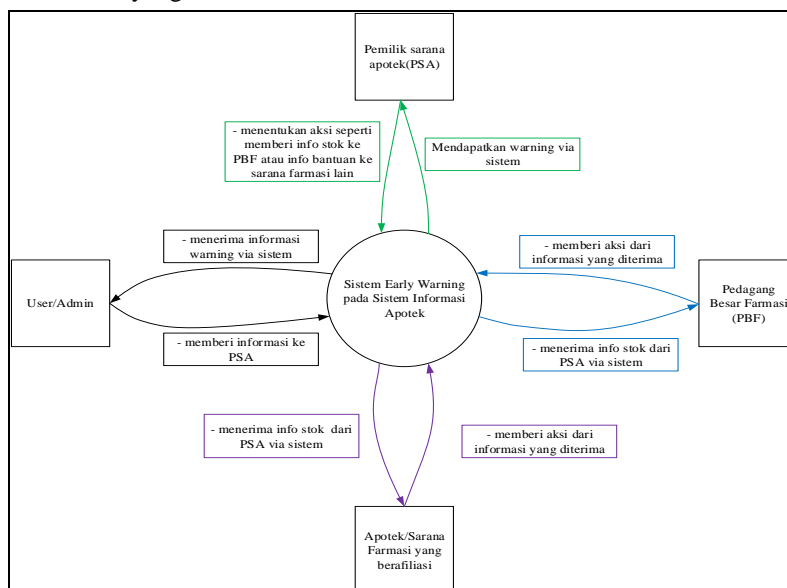 Pemilik sarana
apotek(PSA)
- menentukan aksi seperti
memberi info stok ke
PBF atau info bantuan ke
sarana farmasi lain
Mendapatkan warning via
sistem
- menerima informasi
warning via sistem
- memberi aksi dari
informasi yang diterima
User/Admin
Sistem Early Warning
pada Sistem Informasi
Apotek
Pedagang
Besar Farmasi
(PBF)
- memberi informasi ke
PSA
- menerima info stok dari
PSA via sistem
- menerima info stok  dari
PSA via sistem
- memberi aksi dari
informasi yang diterima
Apotek/Sarana
Farmasi yang
berafiliasi